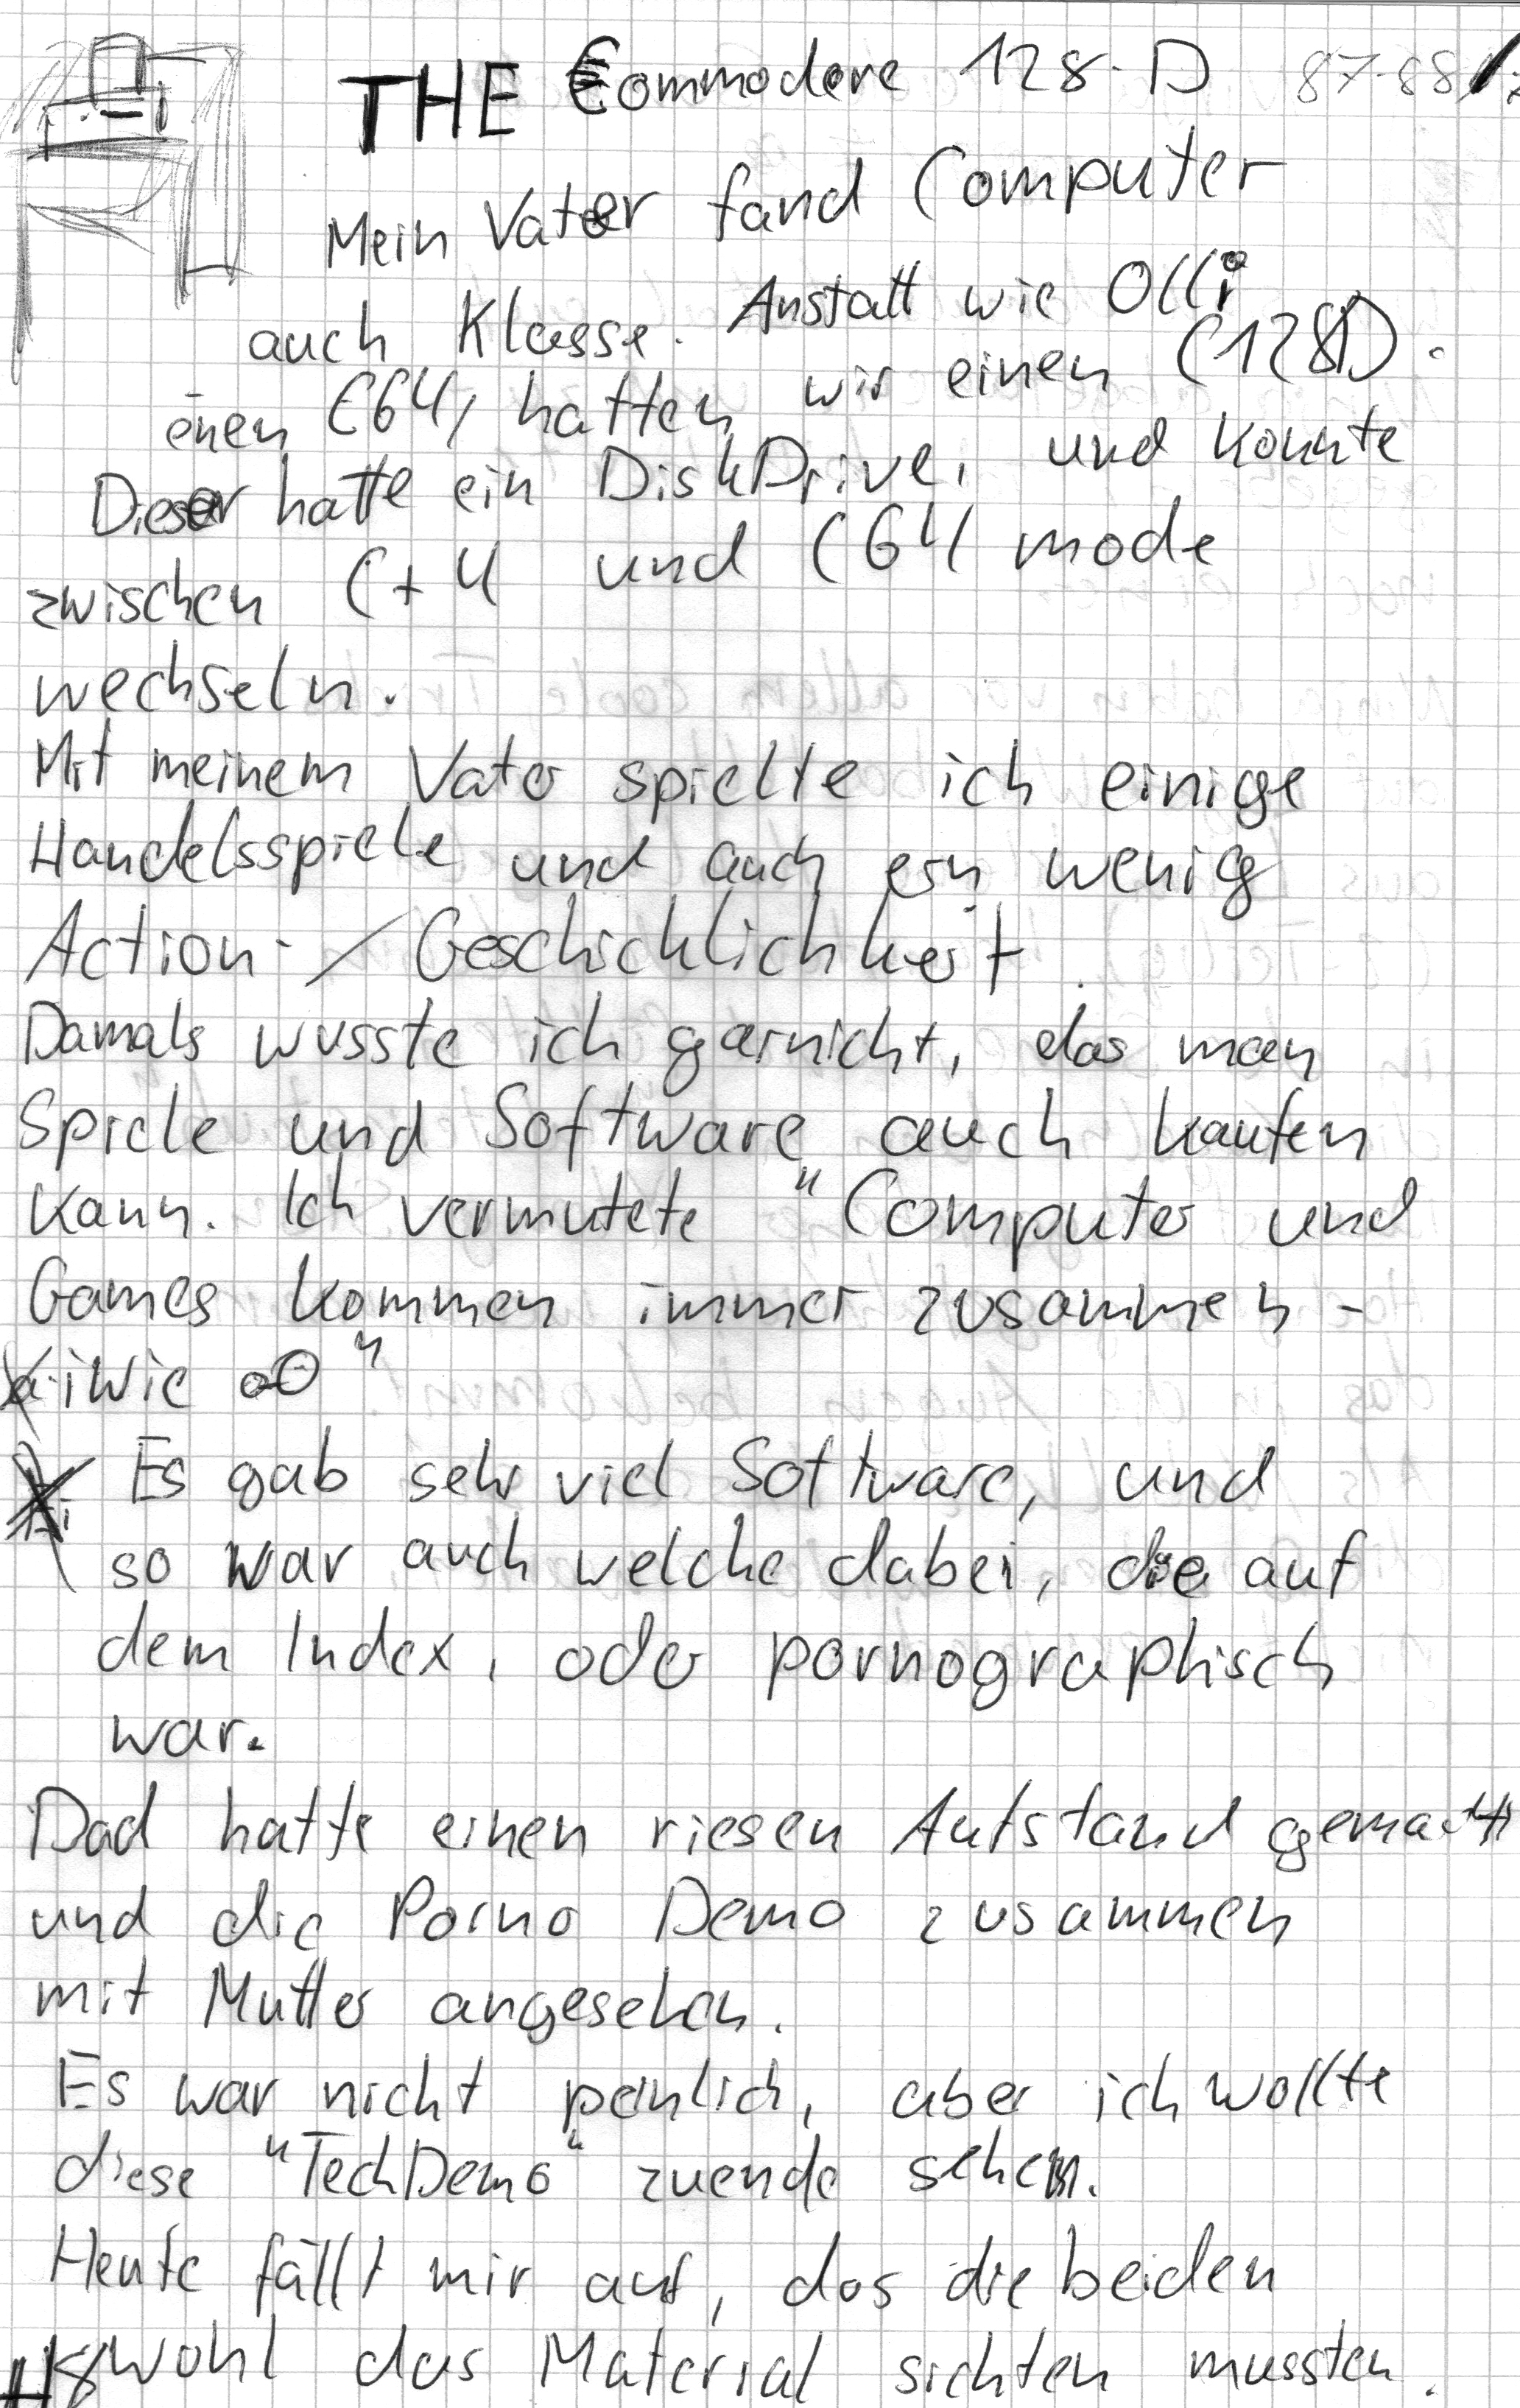 THE Commodore 128-D 87-88
Mein Vater fand Computer
auch Klasse. Anstatt wie Olli
einen C64, hatten wir einen C128D.
Dieser hatte ein DiskDrive, und konnte
zwischen C+4 und C64 mode
wechseln.
Mit meinem Vater spielte ich einige
Handelsspiele und auch ein wenig
Action-/Geschicklichkeit.
Damals wusste ich garnicht, das man
Spiele und Software auch kaufen
kann. Ich vermutete "Computer und
Games kommen immer zusammen -
iwie oO"
Es gab sehr viel Software, und
so war auch welche dabei, die auf
dem Index, oder pornographisch
war.
Dad hatte einen riesen Aufstand gemacht
und die Porno Demo zusammen
mit Mutter angesehen.
Es war nicht peinlich, aber ich wollte
diese "TechDemo" zuende sehen.
Heute fällt mir auf, das die beiden
wohl das Material sichten mussten.